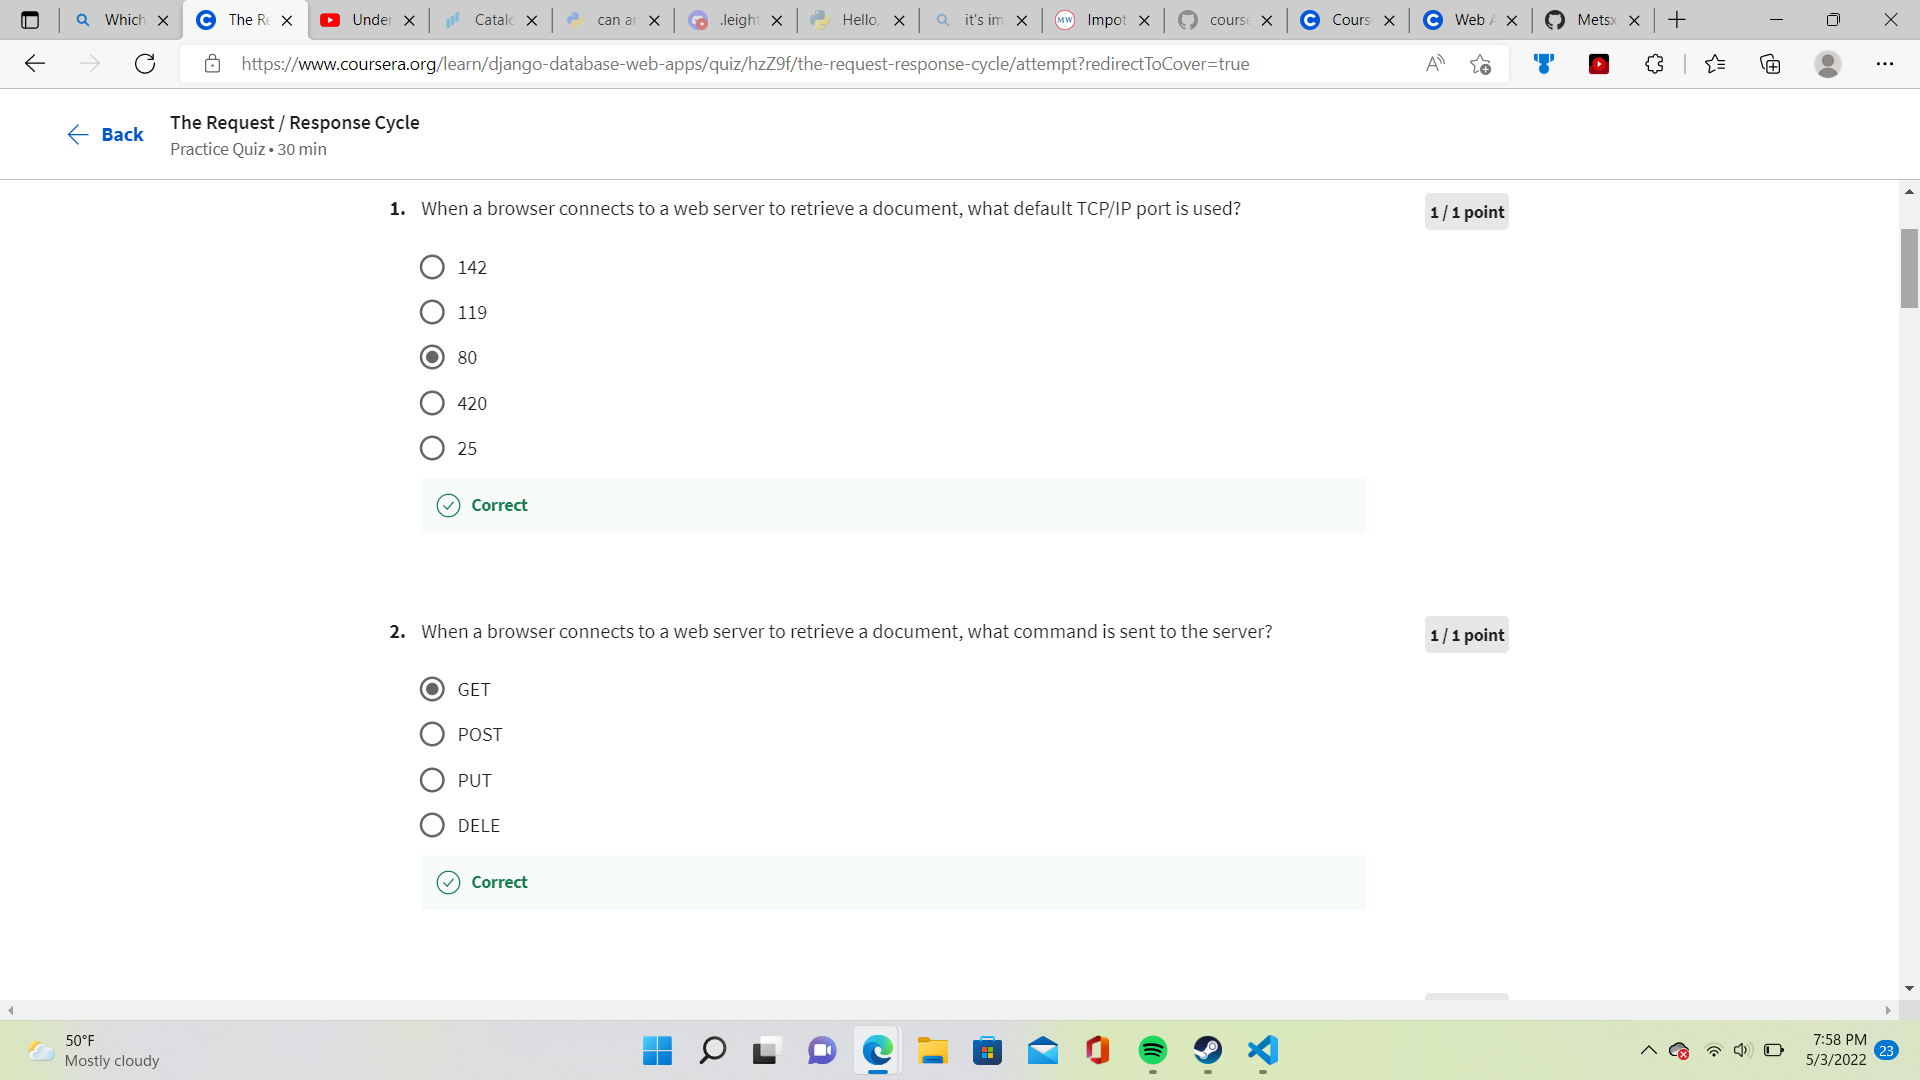 Which
The Re
Under
Catalo
can ar
.leight
Hello,
it's im
MW
Impot
course
Cours
Web A
Metsx
https://www.coursera.org/learn/django-database-web-apps/quiz/hzZ9f/the-request-response-cycle/attempt?redirectToCover=true
Back
The Request / Response Cycle
Practice Quiz • 30 min
1. When a browser connects to a web server to retrieve a document, what default TCP/IP port is used?
1 / 1 point
142
119
80
420
25
Correct
2. When a browser connects to a web server to retrieve a document, what command is sent to the server?
1 / 1 point
GET
POST
PUT
DELE
Correct
50°F
Mostly cloudy
7:58 PM
5/3/2022
23